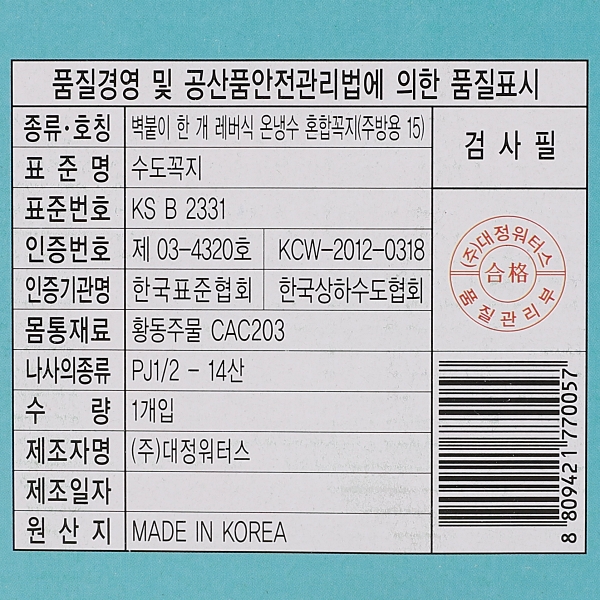 품질경영 및 공산품안전관리법에 의한 품질표시
종류·호칭 벽붙이 한 개 레버식 온냉수 혼합꼭지(주방용 15)
표준명 수도꼭지
표준번호 KS B 2331
인증번호 제 03-4320호 KCW-2012-0318
인증기관명 한국표준협회 한국상하수도협회
몸통재료 황동주물 CAC203
나사의종류 PJ1/2 - 14산
수량 1개입
제조자명 (주)대정워터스
제조일자
원산지 MADE IN KOREA
검사필
(주)대정워터스
合格
품질관리부
8 809421 770057